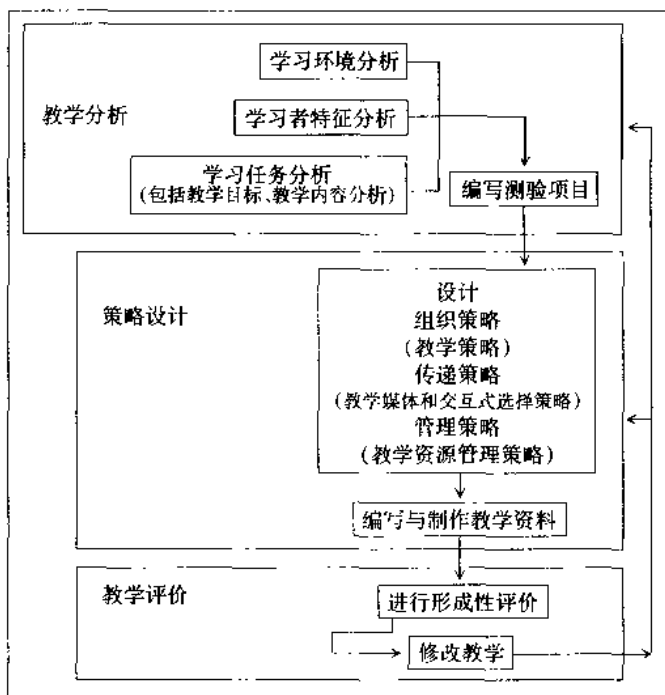 学习环境分析
教学分析
学习者特征分析
学习任务分析
(包括教学目标、教学内容分析)
编写测验项目
设计
策略设计
组织策略
(教学策略)
传递策略
(教学媒体和交互式选择策略)
管理策略
(教学资源管理策略)
编写与制作教学资料
教学评价
进行形成性评价
修改教学